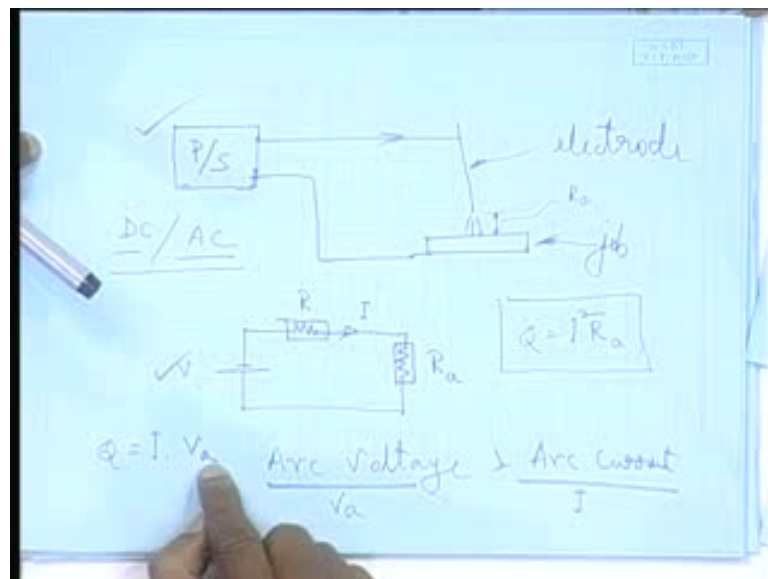 P/S
electrode
Ra
DC/AC
job
R I
Q = I²Ra
V
Ra
Q = I. Va Arc Voltage & Arc Current
Va I